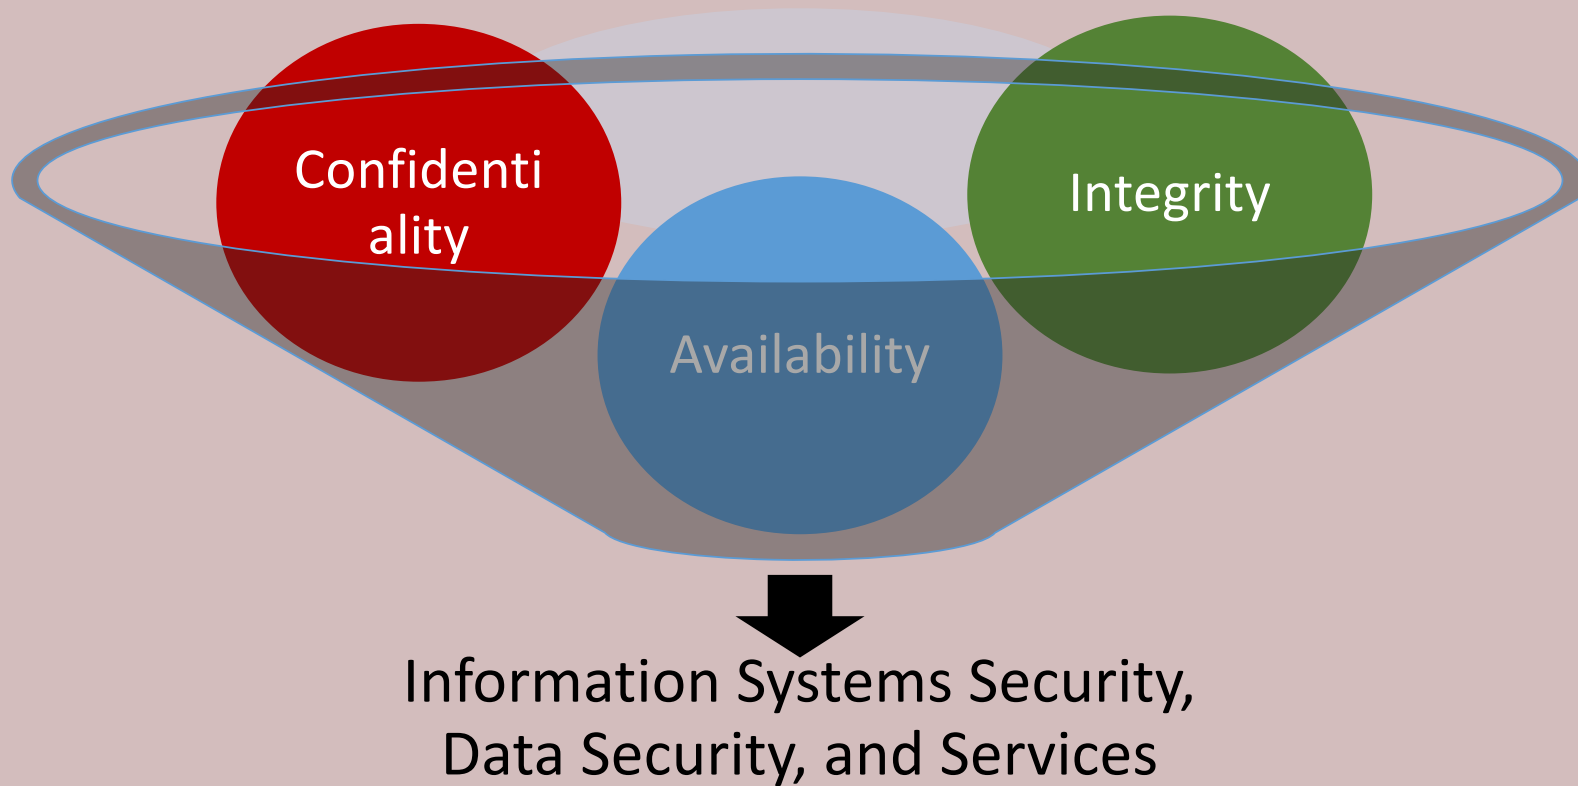 Confidenti
ality
Integrity
Availability
Information Systems Security,
Data Security, and Services